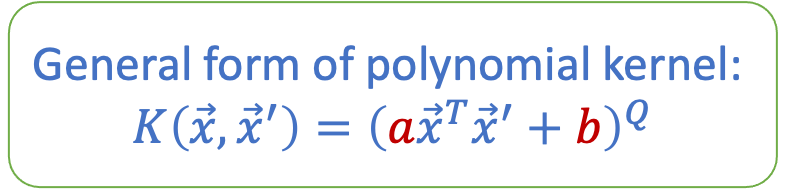 General form of polynomial kernel:
K(x⃗, x⃗') = (ax⃗ᵀx⃗' + b)^Q